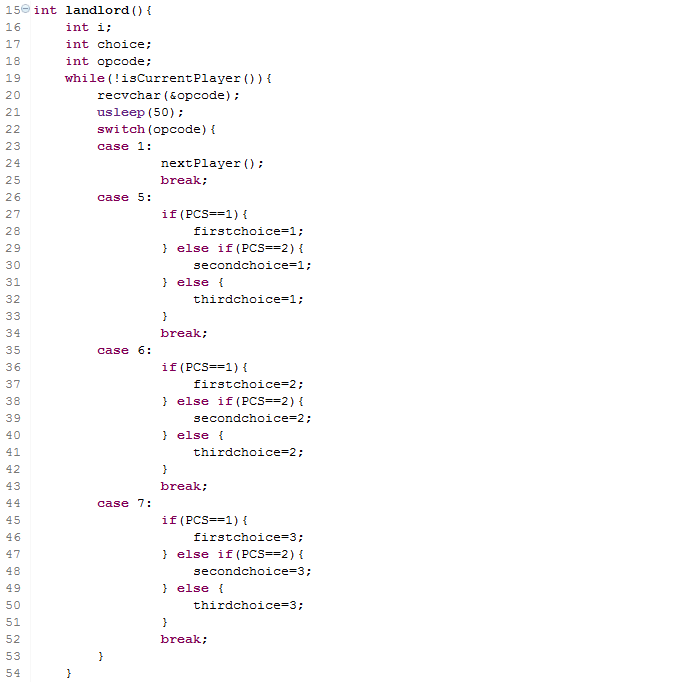 15 int landlord(){
16     int i;
17     int choice;
18     int opcode;
19     while(!isCurrentPlayer()){
20         recvchar(&opcode);
21         usleep(50);
22         switch(opcode){
23         case 1:
24                 nextPlayer();
25                 break;
26         case 5:
27                 if(PCS==1){
28                     firstchoice=1;
29                 } else if(PCS==2){
30                     secondchoice=1;
31                 } else {
32                     thirdchoice=1;
33                 }
34                 break;
35         case 6:
36                 if(PCS==1){
37                     firstchoice=2;
38                 } else if(PCS==2){
39                     secondchoice=2;
40                 } else {
41                     thirdchoice=2;
42                 }
43                 break;
44         case 7:
45                 if(PCS==1){
46                     firstchoice=3;
47                 } else if(PCS==2){
48                     secondchoice=3;
49                 } else {
50                     thirdchoice=3;
51                 }
52                 break;
53         }
54     }